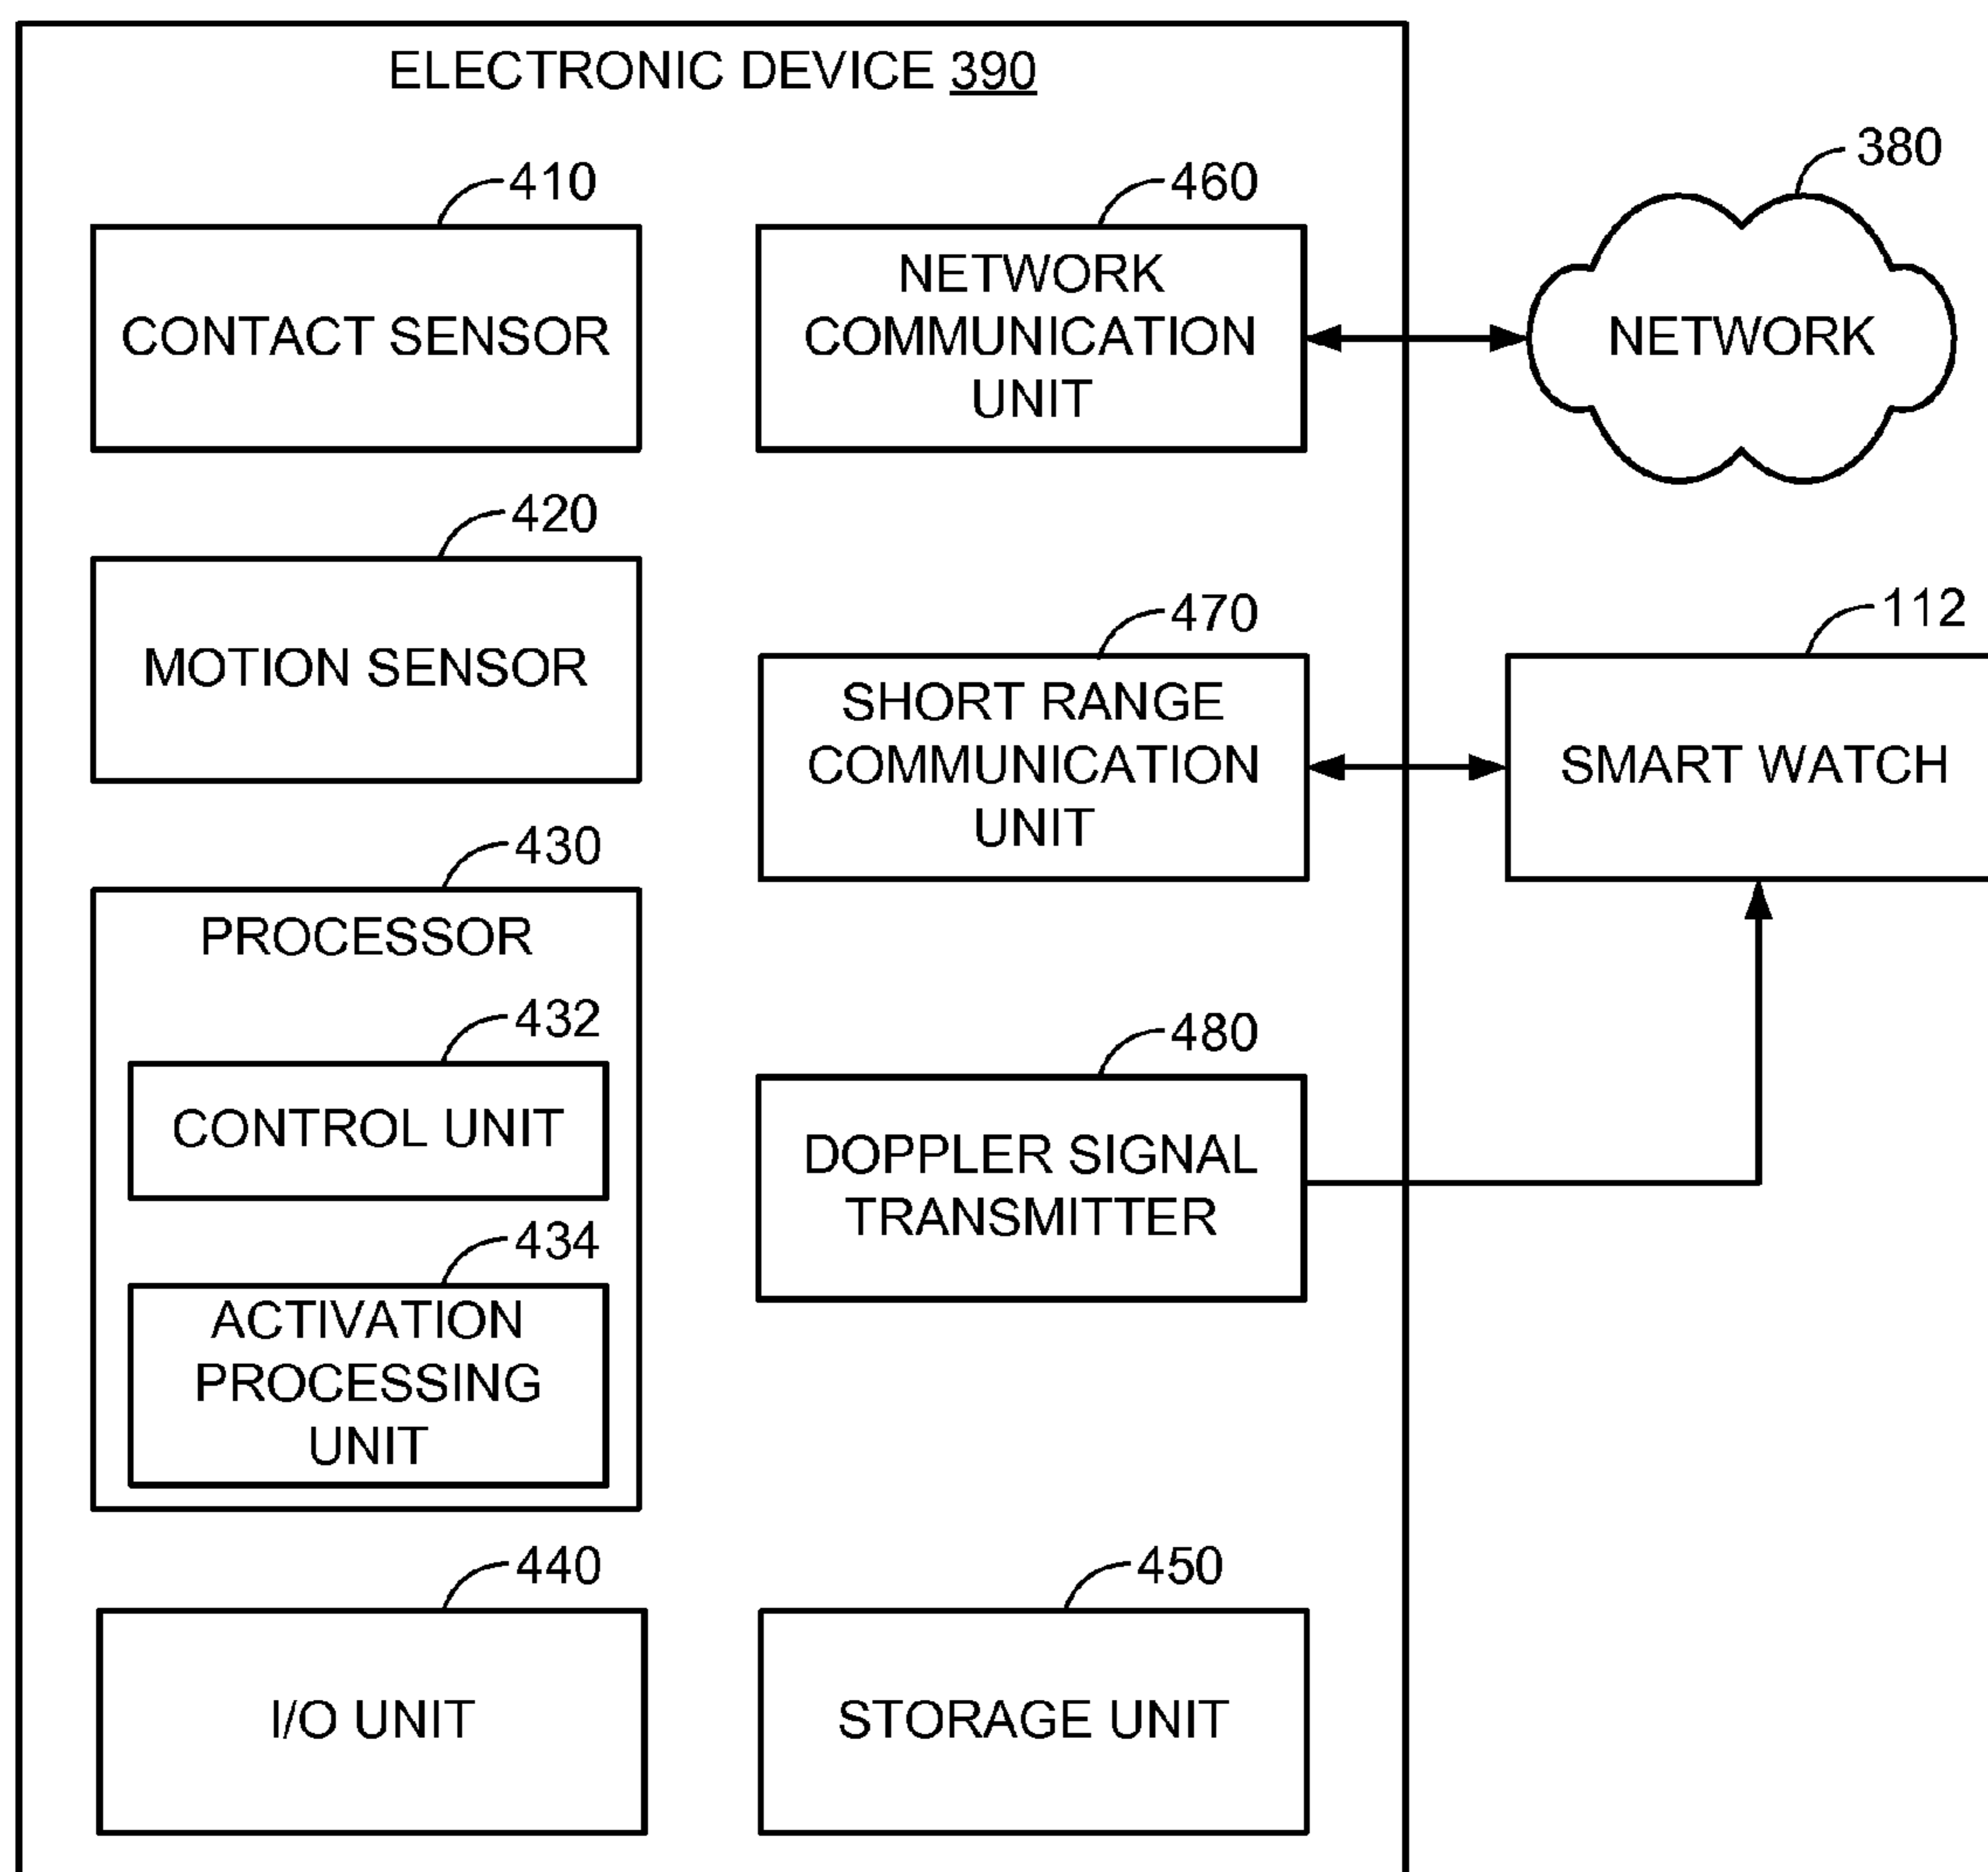 ELECTRONIC DEVICE 390
410
CONTACT SENSOR
420
MOTION SENSOR
430
PROCESSOR
432
CONTROL UNIT
434
ACTIVATION
PROCESSING
UNIT
440
I/O UNIT
460
NETWORK
COMMUNICATION
UNIT
470
SHORT RANGE
COMMUNICATION
UNIT
480
DOPPLER SIGNAL
TRANSMITTER
450
STORAGE UNIT
380
NETWORK
112
SMART WATCH